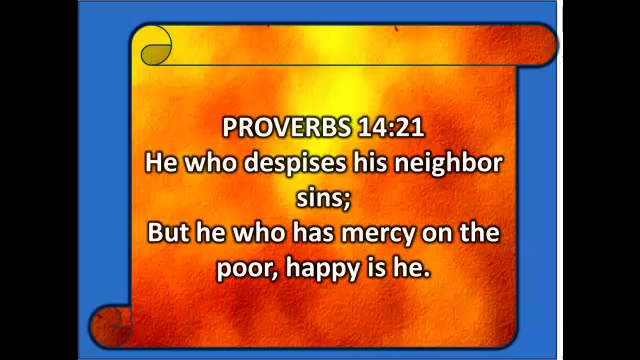 PROVERBS 14:21
He who despises his neighbor
sins;
But he who has mercy on the
poor, happy is he.